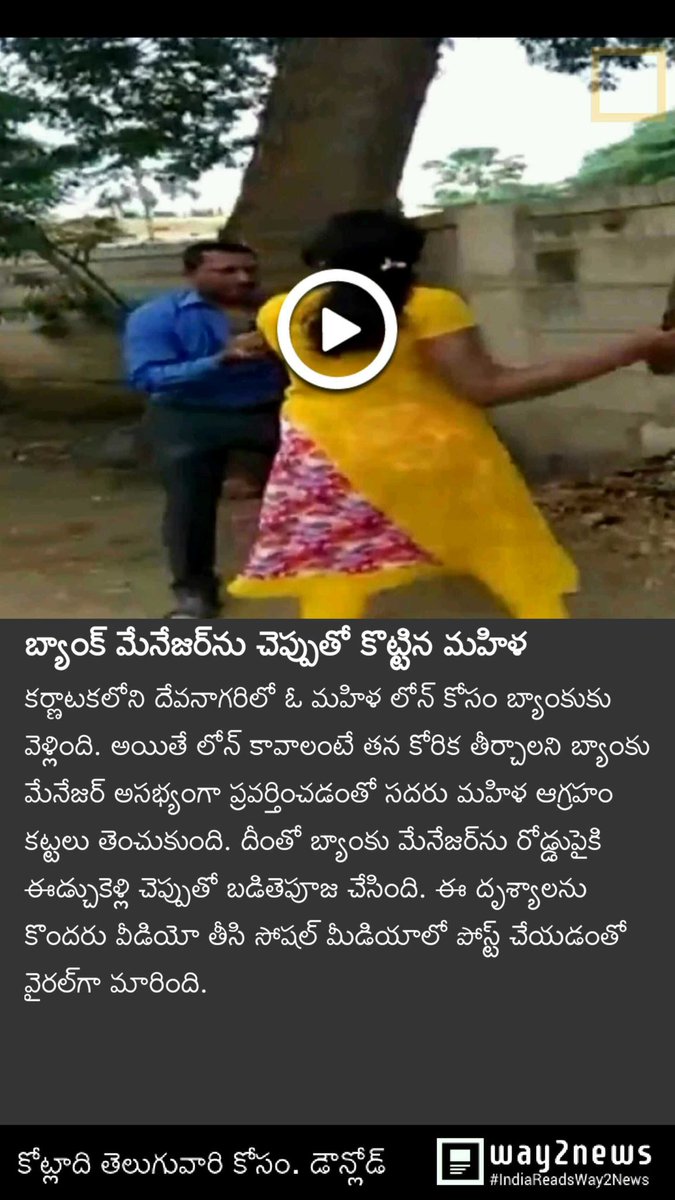 బ్యాంక్ మేనేజర్‌ను చెప్పుతో కొట్టిన మహిళ
కర్ణాటకలోని దేవనాగరిలో ఓ మహిళ లోన్ కోసం బ్యాంకుకు
వెళ్లింది. అయితే లోన్ కావాలంటే తన కోరిక తీర్చాలని బ్యాంకు
మేనేజర్ అసభ్యంగా ప్రవర్తించడంతో సదరు మహిళ ఆగ్రహం
కట్టలు తెంచుకుంది. దీంతో బ్యాంకు మేనేజర్‌ను రోడ్డుపైకి
ఈడ్చుకెళ్లి చెప్పుతో బడితెపూజ చేసింది. ఈ దృశ్యాలను
కొందరు వీడియో తీసి సోషల్ మీడియాలో పోస్ట్ చేయడంతో
వైరల్‌గా మారింది.
కోట్లాది తెలుగువారి కోసం. డౌన్లోడ్
way2news
#IndiaReadsWay2News